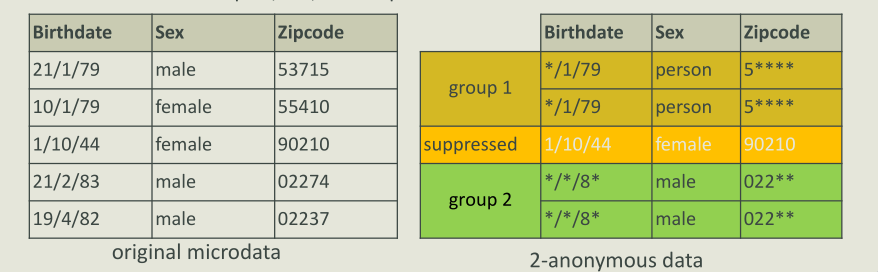 Birthdate Sex Zipcode
21/1/79 male 53715
10/1/79 female 55410
1/10/44 female 90210
21/2/83 male 02274
19/4/82 male 02237
original microdata
Birthdate Sex Zipcode
group 1
*/1/79 person 5****
*/1/79 person 5****
suppressed 1/10/44 female 90210
group 2
*/*/8* male 022**
*/*/8* male 022**
2-anonymous data